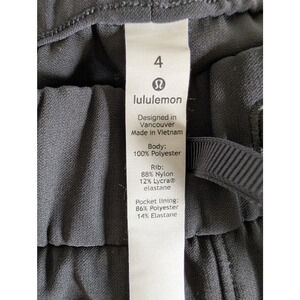 4
lululemon
Designed in
Vancouver
Made in Vietnam
Body:
100% Polyester
Rib:
88% Nylon
12% Lycra®
elastane
Pocket lining:
86% Polyester
14% Elastane